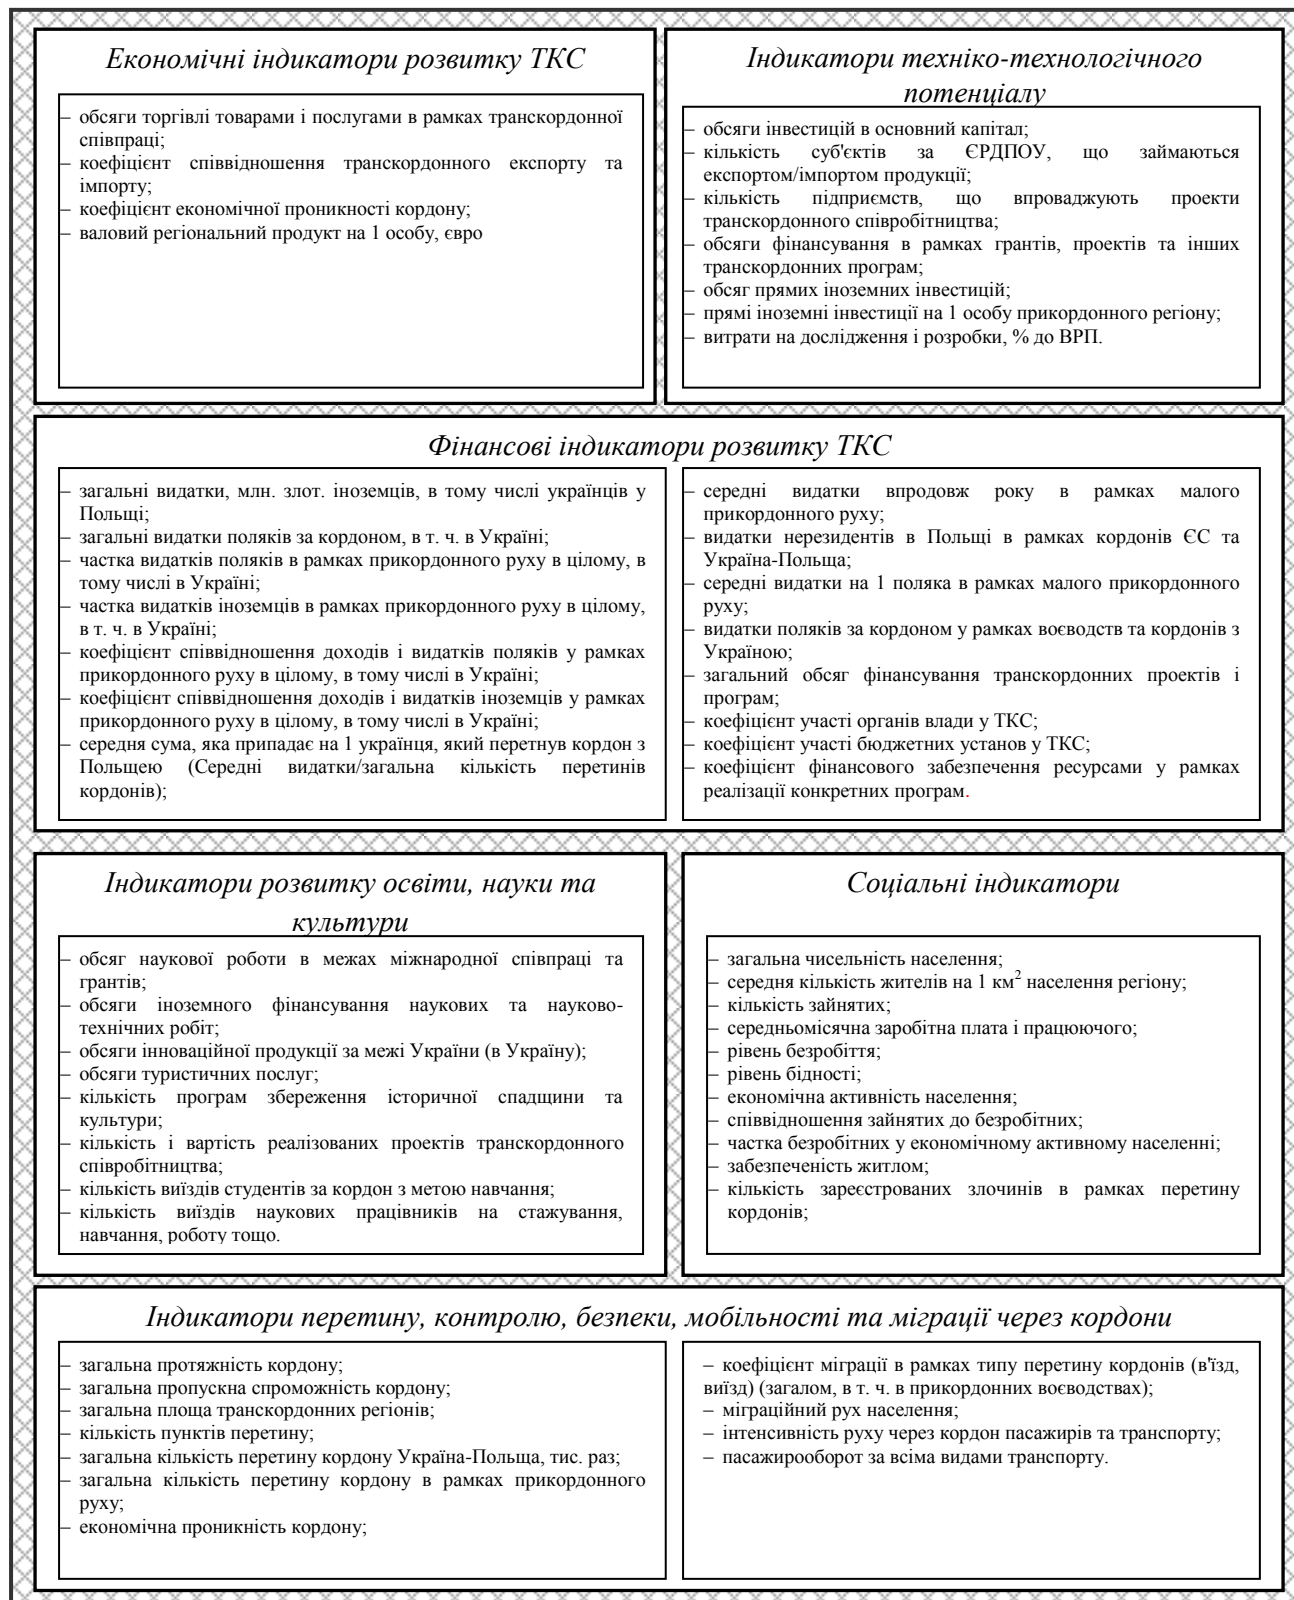 Економічні індикатори розвитку ТКС
– обсяги торгівлі товарами і послугами в рамках транскордонної
співпраці;
– коефіцієнт співвідношення транскордонного експорту та
імпорту;
– коефіцієнт економічної проникності кордону;
– валовий регіональний продукт на 1 особу, євро
Індикатори техніко-технологічного
потенціалу
– обсяги інвестицій в основний капітал;
– кількість суб'єктів за ЄРДПОУ, що займаються
експортом/імпортом продукції;
– кількість підприємств, що впроваджують проекти
транскордонного співробітництва;
– обсяги фінансування в рамках грантів, проектів та інших
транскордонних програм;
– обсяг прямих іноземних інвестицій;
– прямі іноземні інвестиції на 1 особу прикордонного регіону;
– витрати на дослідження і розробки, % до ВРП.
Фінансові індикатори розвитку ТКС
– загальні видатки, млн. злот. іноземців, в тому числі українців у
Польщі;
– загальні видатки поляків за кордоном, в т. ч. в Україні;
– частка видатків поляків в рамках прикордонного руху в цілому, в
тому числі в Україні;
– частка видатків іноземців в рамках прикордонного руху в цілому,
в т. ч. в Україні;
– коефіцієнт співвідношення доходів і видатків поляків у рамках
прикордонного руху в цілому, в тому числі в Україні;
– коефіцієнт співвідношення доходів і видатків іноземців у рамках
прикордонного руху в цілому, в тому числі в Україні;
– середня сума, яка припадає на 1 українця, який перетнув кордон з
Польщею (Середні видатки/загальна кількість перетинів
кордонів);
– середні видатки впродовж року в рамках малого
прикордонного руху;
– видатки нерезидентів в Польщі в рамках кордонів ЄС та
Україна-Польща;
– середні видатки на 1 поляка в рамках малого прикордонного
руху;
– видатки поляків за кордоном у рамках воєводств та кордонів з
Україною;
– загальний обсяг фінансування транскордонних проектів і
програм;
– коефіцієнт участі органів влади у ТКС;
– коефіцієнт участі бюджетних установ у ТКС;
– коефіцієнт фінансового забезпечення ресурсами у рамках
реалізації конкретних програм.
Індикатори розвитку освіти, науки та
культури
– обсяг наукової роботи в межах міжнародної співпраці та
грантів;
– обсяги іноземного фінансування наукових та науково-
технічних робіт;
– обсяги інноваційної продукції за межі України (в Україну);
– обсяги туристичних послуг;
– кількість програм збереження історичної спадщини та
культури;
– кількість і вартість реалізованих проектів транскордонного
співробітництва;
– кількість виїздів студентів за кордон з метою навчання;
– кількість виїздів наукових працівників на стажування,
навчання, роботу тощо.
Соціальні індикатори
– загальна чисельність населення;
– середня кількість жителів на 1 км² населення регіону;
– кількість зайнятих;
– середньомісячна заробітна плата і працюючого;
– рівень безробіття;
– рівень бідності;
– економічна активність населення;
– співвідношення зайнятих до безробітних;
– частка безробітних у економічному активному населенні;
– забезпеченість житлом;
– кількість зареєстрованих злочинів в рамках перетину
кордонів;
Індикатори перетину, контролю, безпеки, мобільності та міграції через кордони
– загальна протяжність кордону;
– загальна пропускна спроможність кордону;
– загальна площа транскордонних регіонів;
– кількість пунктів перетину;
– загальна кількість перетину кордону Україна-Польща, тис. раз;
– загальна кількість перетину кордону в рамках прикордонного
руху;
– економічна проникність кордону;
– коефіцієнт міграції в рамках типу перетину кордонів (в'їзд,
виїзд) (загалом, в т. ч. в прикордонних воєводствах);
– міграційний рух населення;
– інтенсивність руху через кордон пасажирів та транспорту;
– пасажирооборот за всіма видами транспорту.